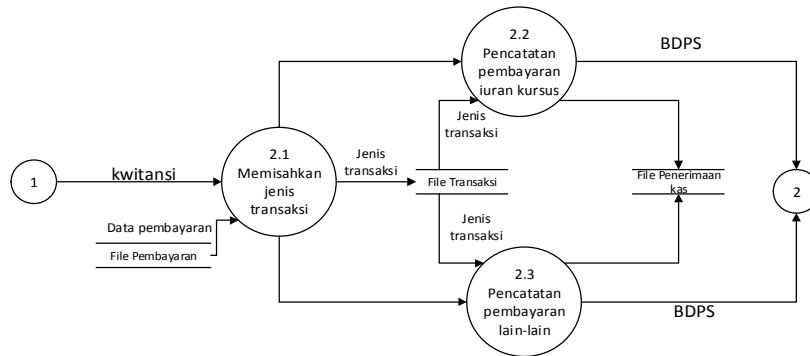 2.2
Pencatatan
pembayaran
iuran kursus
BDPS
Jenis
transaksi
2.1
Memisahkan
jenis
transaksi
Jenis
transaksi
1
kwitansi
File Transaksi
File Penerimaan
kas
2
Data pembayaran
File Pembayaran
Jenis
transaksi
2.3
Pencatatan
pembayaran
lain-lain
BDPS